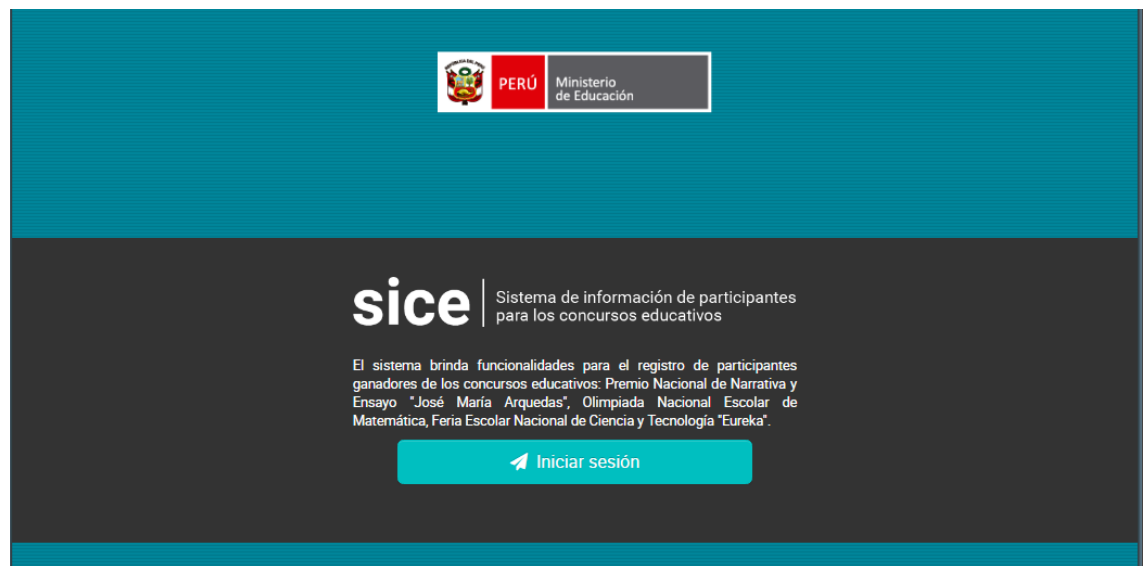 PERÚ
Ministerio
de Educación
sice
Sistema de información de participantes
para los concursos educativos
El sistema brinda funcionalidades para el registro de participantes
ganadores de los concursos educativos: Premio Nacional de Narrativa y
Ensayo "José María Arquedas", Olimpiada Nacional Escolar de
Matemática, Feria Escolar Nacional de Ciencia y Tecnología "Eureka".
Iniciar sesión